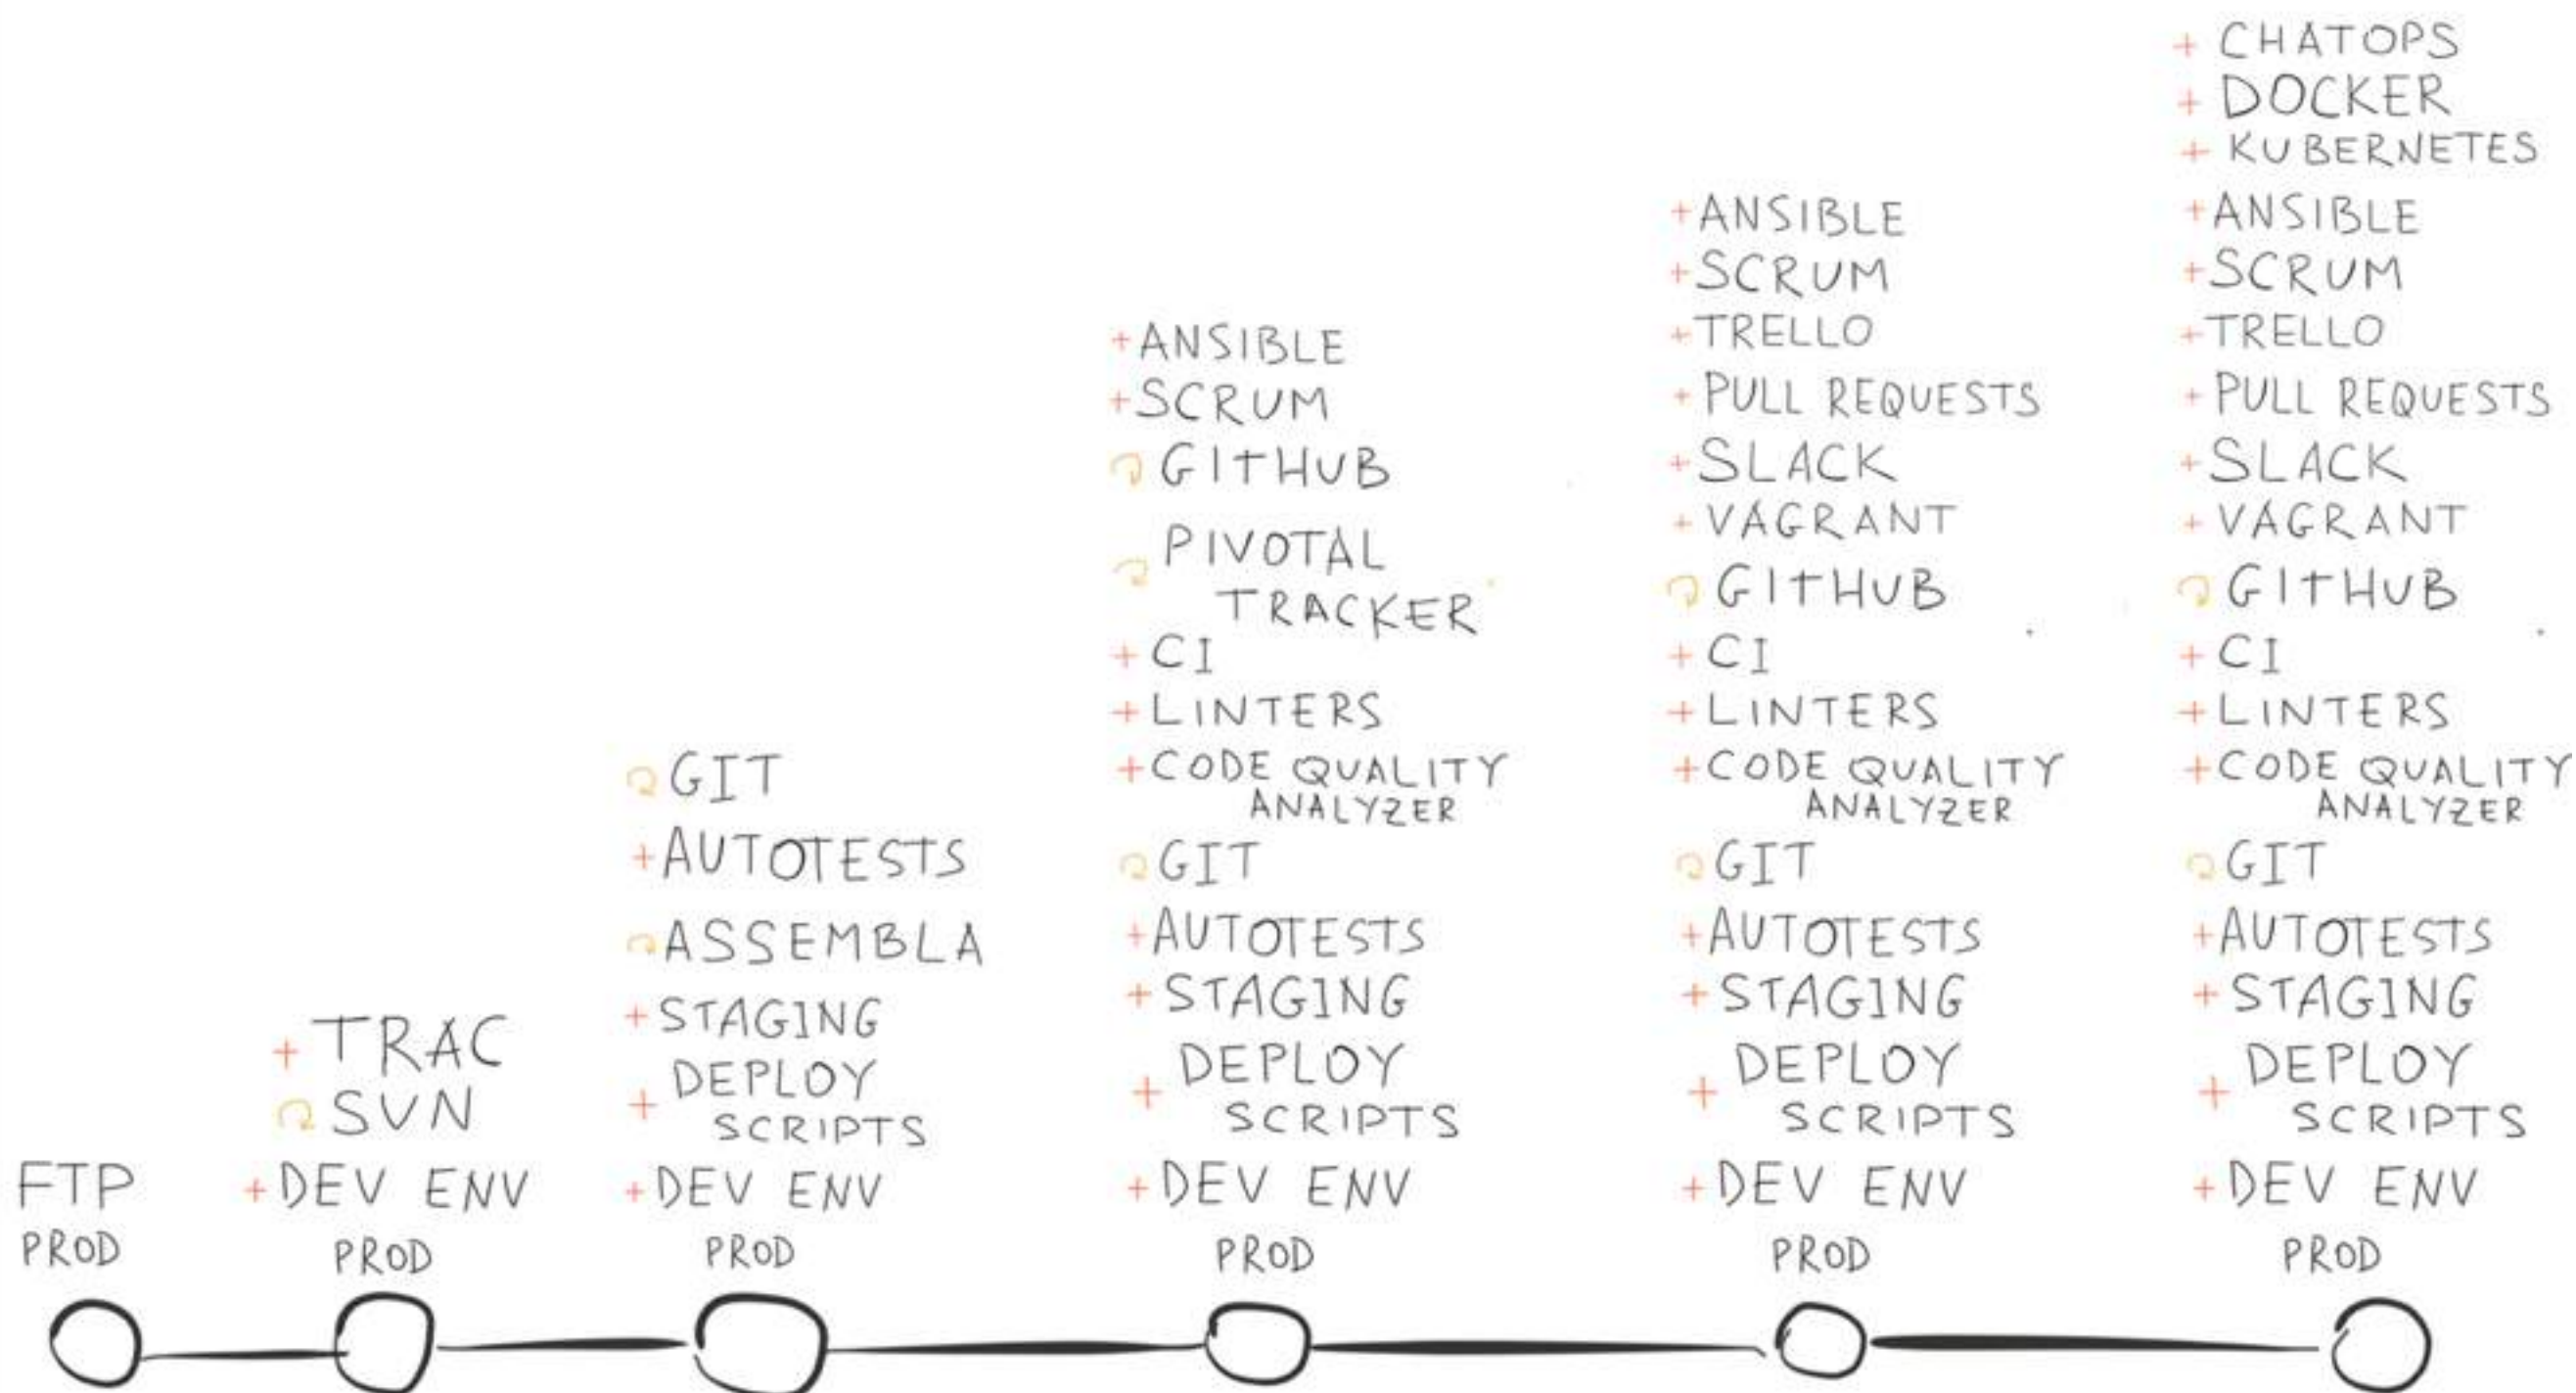 FTP
PROD
+ TRAC
SVN
+ DEV ENV
PROD
GIT
+ AUTOTESTS
ASSEMBLA
+ STAGING
+ DEPLOY
SCRIPTS
+ DEV ENV
PROD
+ ANSIBLE
+ SCRUM
GITHUB
PIVOTAL
TRACKER
+ CI
+ LINTERS
+ CODE QUALITY
ANALYZER
GIT
+ AUTOTESTS
+ STAGING
+ DEPLOY
SCRIPTS
+ DEV ENV
PROD
+ ANSIBLE
+ SCRUM
+ TRELLO
+ PULL REQUESTS
+ SLACK
+ VAGRANT
GITHUB
+ CI
+ LINTERS
+ CODE QUALITY
ANALYZER
GIT
+ AUTOTESTS
+ STAGING
+ DEPLOY
SCRIPTS
+ DEV ENV
PROD
+ CHATOPS
+ DOCKER
+ KUBERNETES
+ ANSIBLE
+ SCRUM
+ TRELLO
+ PULL REQUESTS
+ SLACK
+ VAGRANT
GITHUB
+ CI
+ LINTERS
+ CODE QUALITY
ANALYZER
GIT
+ AUTOTESTS
+ STAGING
+ DEPLOY
SCRIPTS
+ DEV ENV
PROD